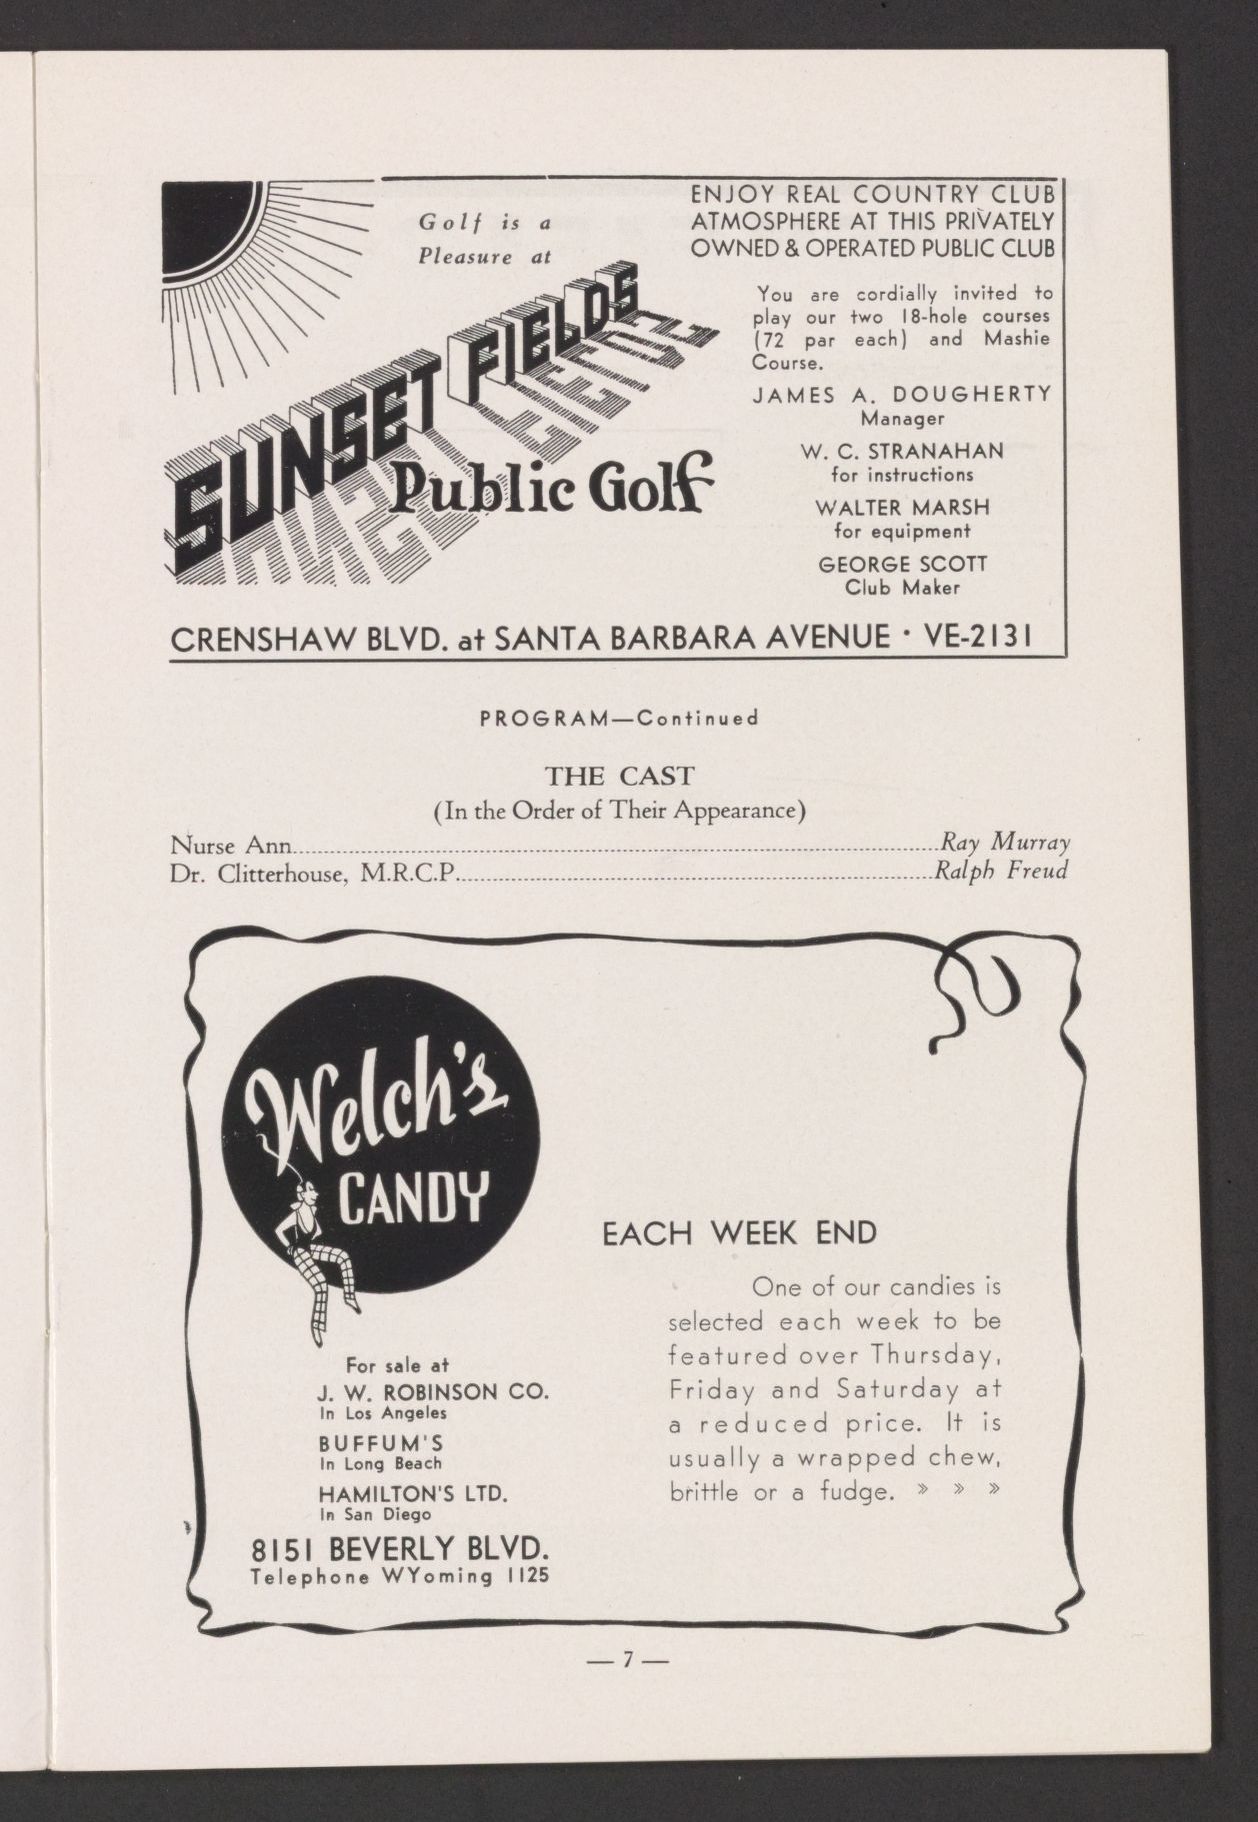 Golf is a
Pleasure at
SUNSET FIELDS
Public Golf
ENJOY REAL COUNTRY CLUB
ATMOSPHERE AT THIS PRIVATELY
OWNED & OPERATED PUBLIC CLUB
You are cordially invited to
play our two 18-hole courses
(72 par each) and Mashie
Course.
JAMES A. DOUGHERTY
Manager
W. C. STRANAHAN
for instructions
WALTER MARSH
for equipment
GEORGE SCOTT
Club Maker
CRENSHAW BLVD. at SANTA BARBARA AVENUE · VE-2131
PROGRAM—Continued
THE CAST
(In the Order of Their Appearance)
Nurse Ann........Ray Murray
Dr. Clitterhouse, M.R.C.P........Ralph Freud
Welch's
CANDY
For sale at
J. W. ROBINSON CO.
In Los Angeles
BUFFUM'S
In Long Beach
HAMILTON'S LTD.
In San Diego
8151 BEVERLY BLVD.
Telephone WYoming 1125
EACH WEEK END
One of our candies is
selected each week to be
featured over Thursday,
Friday and Saturday at
a reduced price. It is
usually a wrapped chew,
brittle or a fudge. » » »
— 7 —